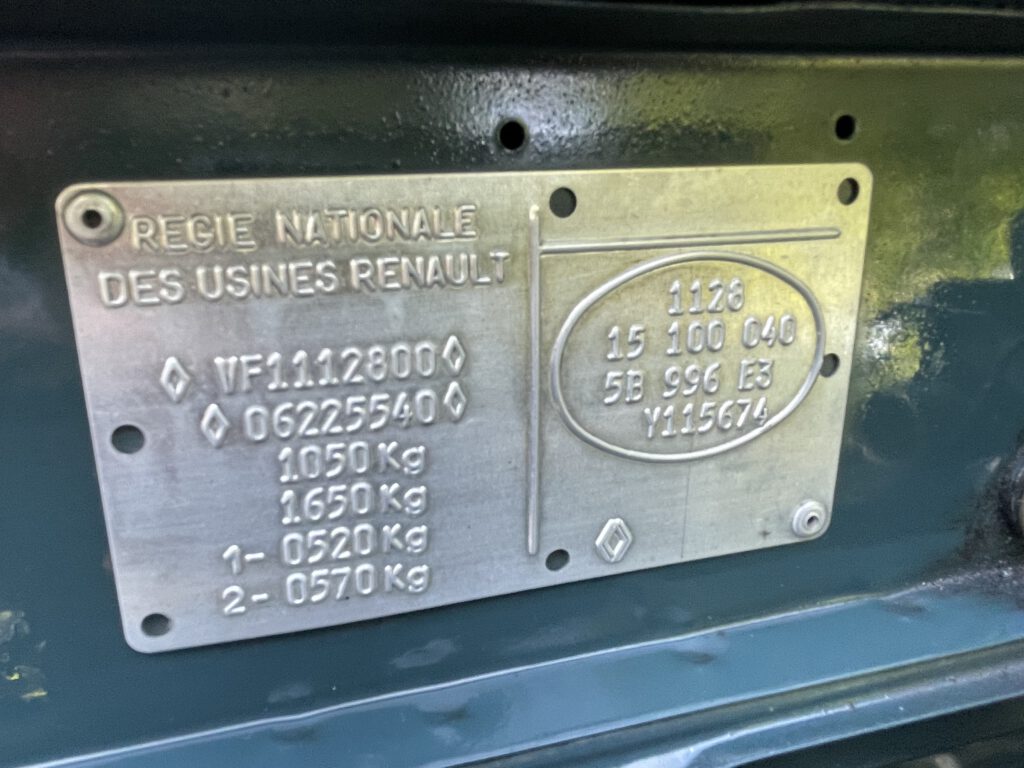 REGIE NATIONALE
DES USINES RENAULT
VF1112800
06225540
1050 Kg
1650 Kg
1- 0520 Kg
2- 0570 Kg
1128
15 100 040
5B 996 E3
Y115674